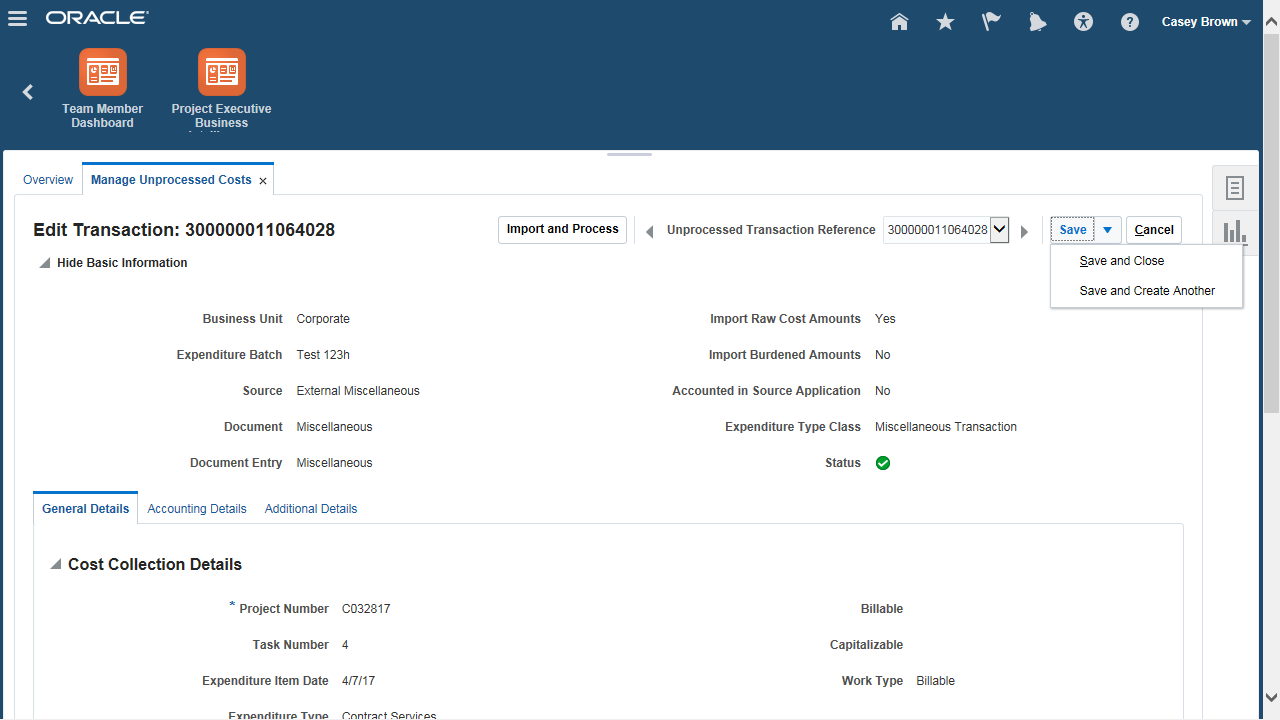 ORACLE
Casey Brown
Team Member
Dashboard
Project Executive
Business
Overview
Manage Unprocessed Costs
Edit Transaction: 300000011064028
Import and Process
Unprocessed Transaction Reference
300000011064028
Save
Cancel
Save and Close
Save and Create Another
Hide Basic Information
Business Unit Corporate
Import Raw Cost Amounts Yes
Expenditure Batch Test 123h
Import Burdened Amounts No
Source External Miscellaneous
Accounted in Source Application No
Document Miscellaneous
Expenditure Type Class Miscellaneous Transaction
Document Entry Miscellaneous
Status
General Details
Accounting Details
Additional Details
Cost Collection Details
* Project Number C032817
Billable
Task Number 4
Capitalizable
Expenditure Item Date 4/7/17
Work Type Billable
Expenditure Type Contract Services